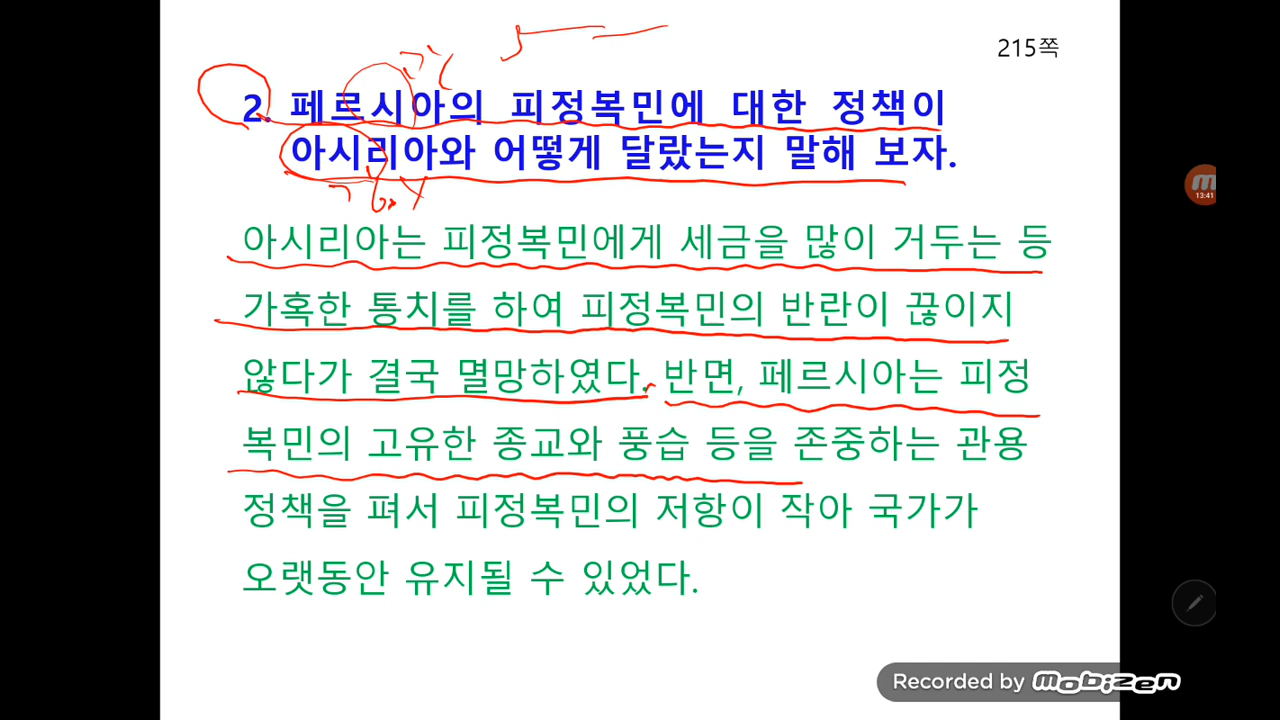 215쪽
2. 페르시아의 피정복민에 대한 정책이
아시리아와 어떻게 달랐는지 말해 보자.
아시리아는 피정복민에게 세금을 많이 거두는 등
가혹한 통치를 하여 피정복민의 반란이 끊이지
않다가 결국 멸망하였다. 반면, 페르시아는 피정
복민의 고유한 종교와 풍습 등을 존중하는 관용
정책을 펴서 피정복민의 저항이 작아 국가가
오랫동안 유지될 수 있었다.
13:41
Recorded by mobizen